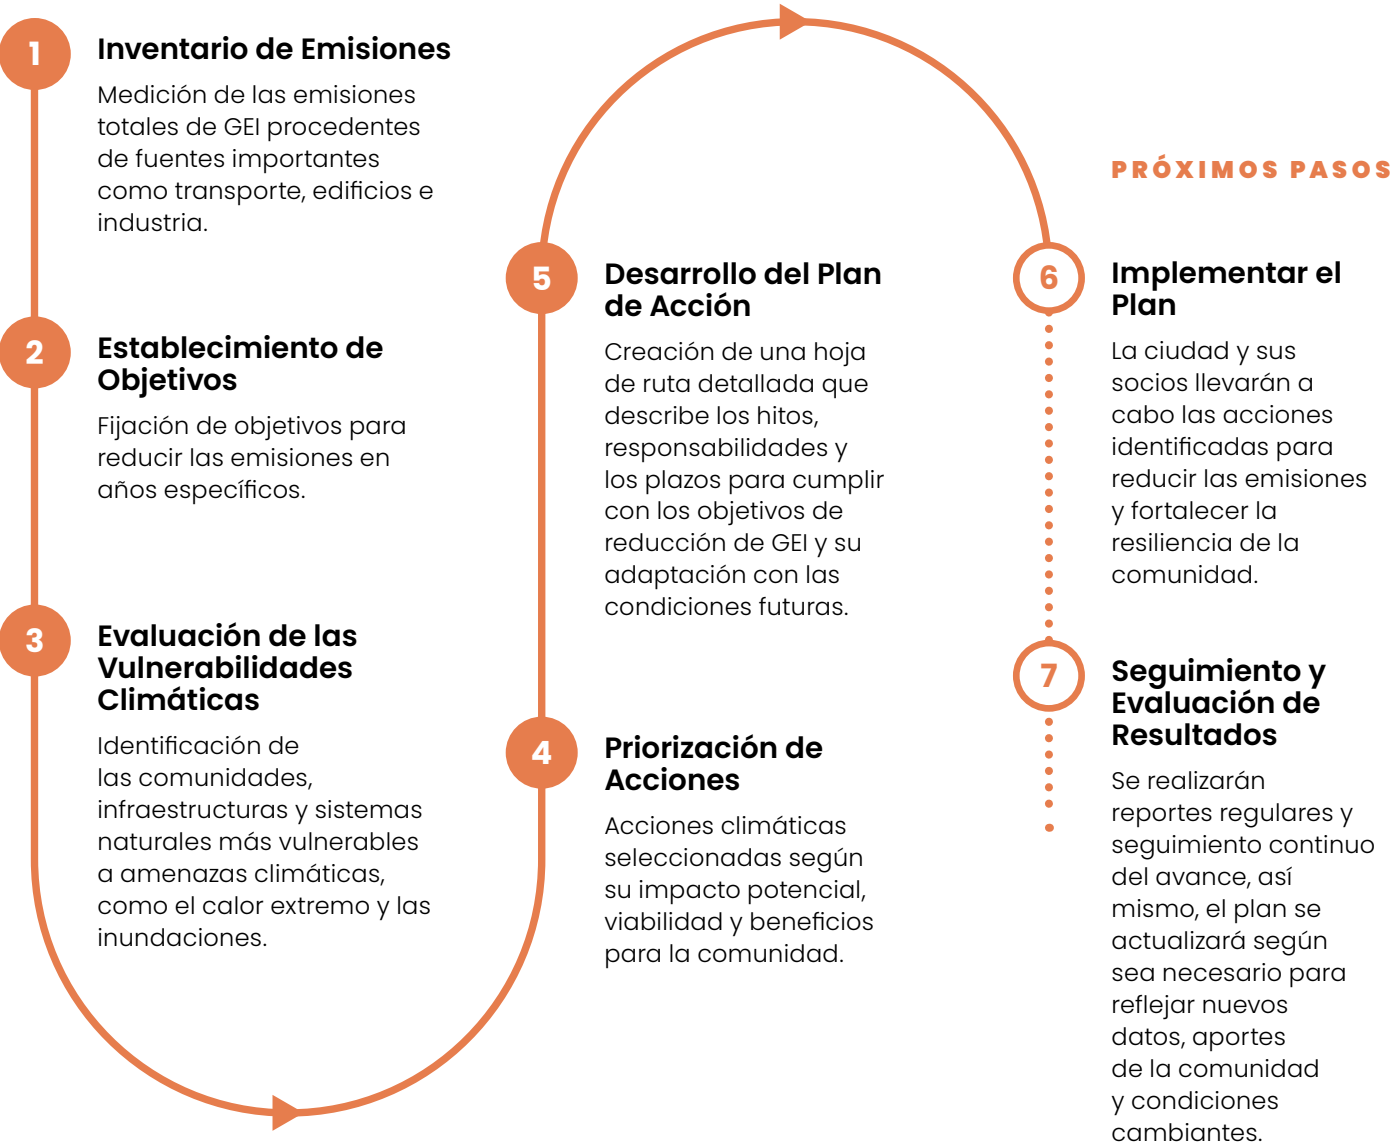 1
Inventario de Emisiones
Medición de las emisiones
totales de GEI procedentes
de fuentes importantes
como transporte, edificios e
industria.
2
Establecimiento de
Objetivos
Fijación de objetivos para
reducir las emisiones en
años específicos.
3
Evaluación de las
Vulnerabilidades
Climáticas
Identificación de
las comunidades,
infraestructuras y sistemas
naturales más vulnerables
a amenazas climáticas,
como el calor extremo y las
inundaciones.
4
Priorización de
Acciones
Acciones climáticas
seleccionadas según
su impacto potencial,
viabilidad y beneficios
para la comunidad.
5
Desarrollo del Plan
de Acción
Creación de una hoja
de ruta detallada que
describe los hitos,
responsabilidades y
los plazos para cumplir
con los objetivos de
reducción de GEI y su
adaptación con las
condiciones futuras.
PRÓXIMOS PASOS
6
Implementar el
Plan
La ciudad y sus
socios llevarán a
cabo las acciones
identificadas para
reducir las emisiones
y fortalecer la
resiliencia de la
comunidad.
7
Seguimiento y
Evaluación de
Resultados
Se realizarán
reportes regulares y
seguimiento continuo
del avance, así
mismo, el plan se
actualizará según
sea necesario para
reflejar nuevos
datos, aportes
de la comunidad
y condiciones
cambiantes.